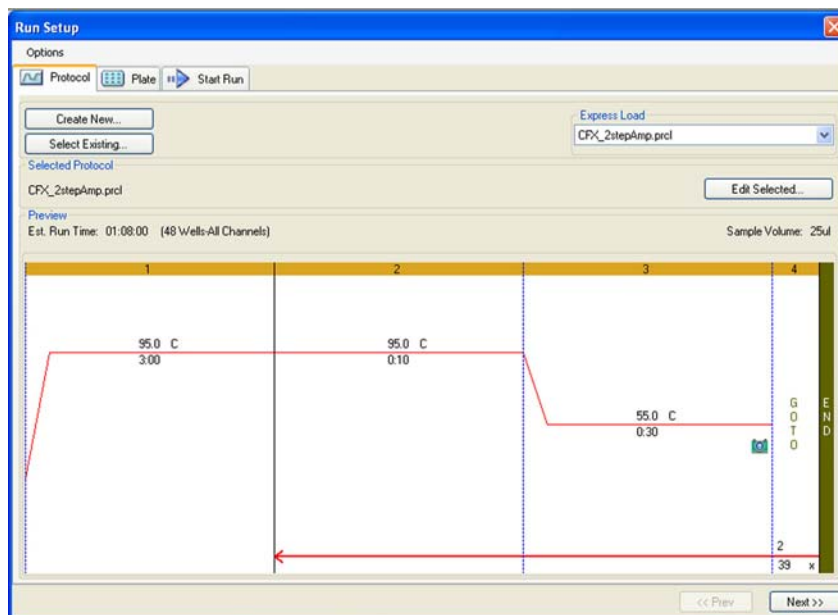 Run Setup
Options
Protocol Plate Start Run
Create New...
Select Existing...
Express Load
CFX_2stepAmp.prcl
Selected Protocol
CFX_2stepAmp.prcl
Edit Selected...
Preview
Est. Run Time: 01:08:00 (48 Wells-All Channels)
Sample Volume: 25ul
1 2 3 4
95.0 C
3:00
95.0 C
0:10
55.0 C
0:30
GOTO
END
2
39 x
<< Prev Next >>